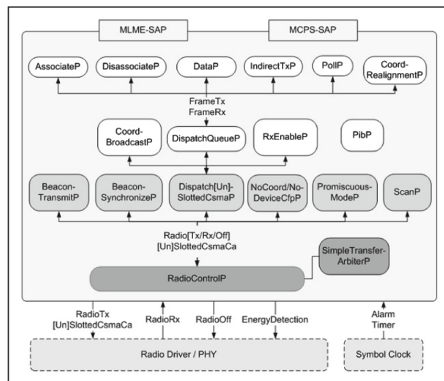 MLME-SAP
MCPS-SAP
AssociateP
DisassociateP
DataP
IndirectTxP
PollP
Coord-
RealignmentP
FrameTx
FrameRx
Coord-
BroadcastP
DispatchQueueP
RxEnableP
PibP
Beacon-
TransmitP
Beacon-
SynchronizeP
Dispatch[Un]-
SlottedCsmaP
NoCoord/No-
DeviceCfpP
Promiscuous-
ModeP
ScanP
Radio[Tx/Rx/Off]
[Un]SlottedCsmaCa
SimpleTransfer-
ArbiterP
RadioControlP
RadioTx
[Un]SlottedCsmaCa
RadioRx
RadioOff
EnergyDetection
Alarm
Timer
Radio Driver / PHY
Symbol Clock